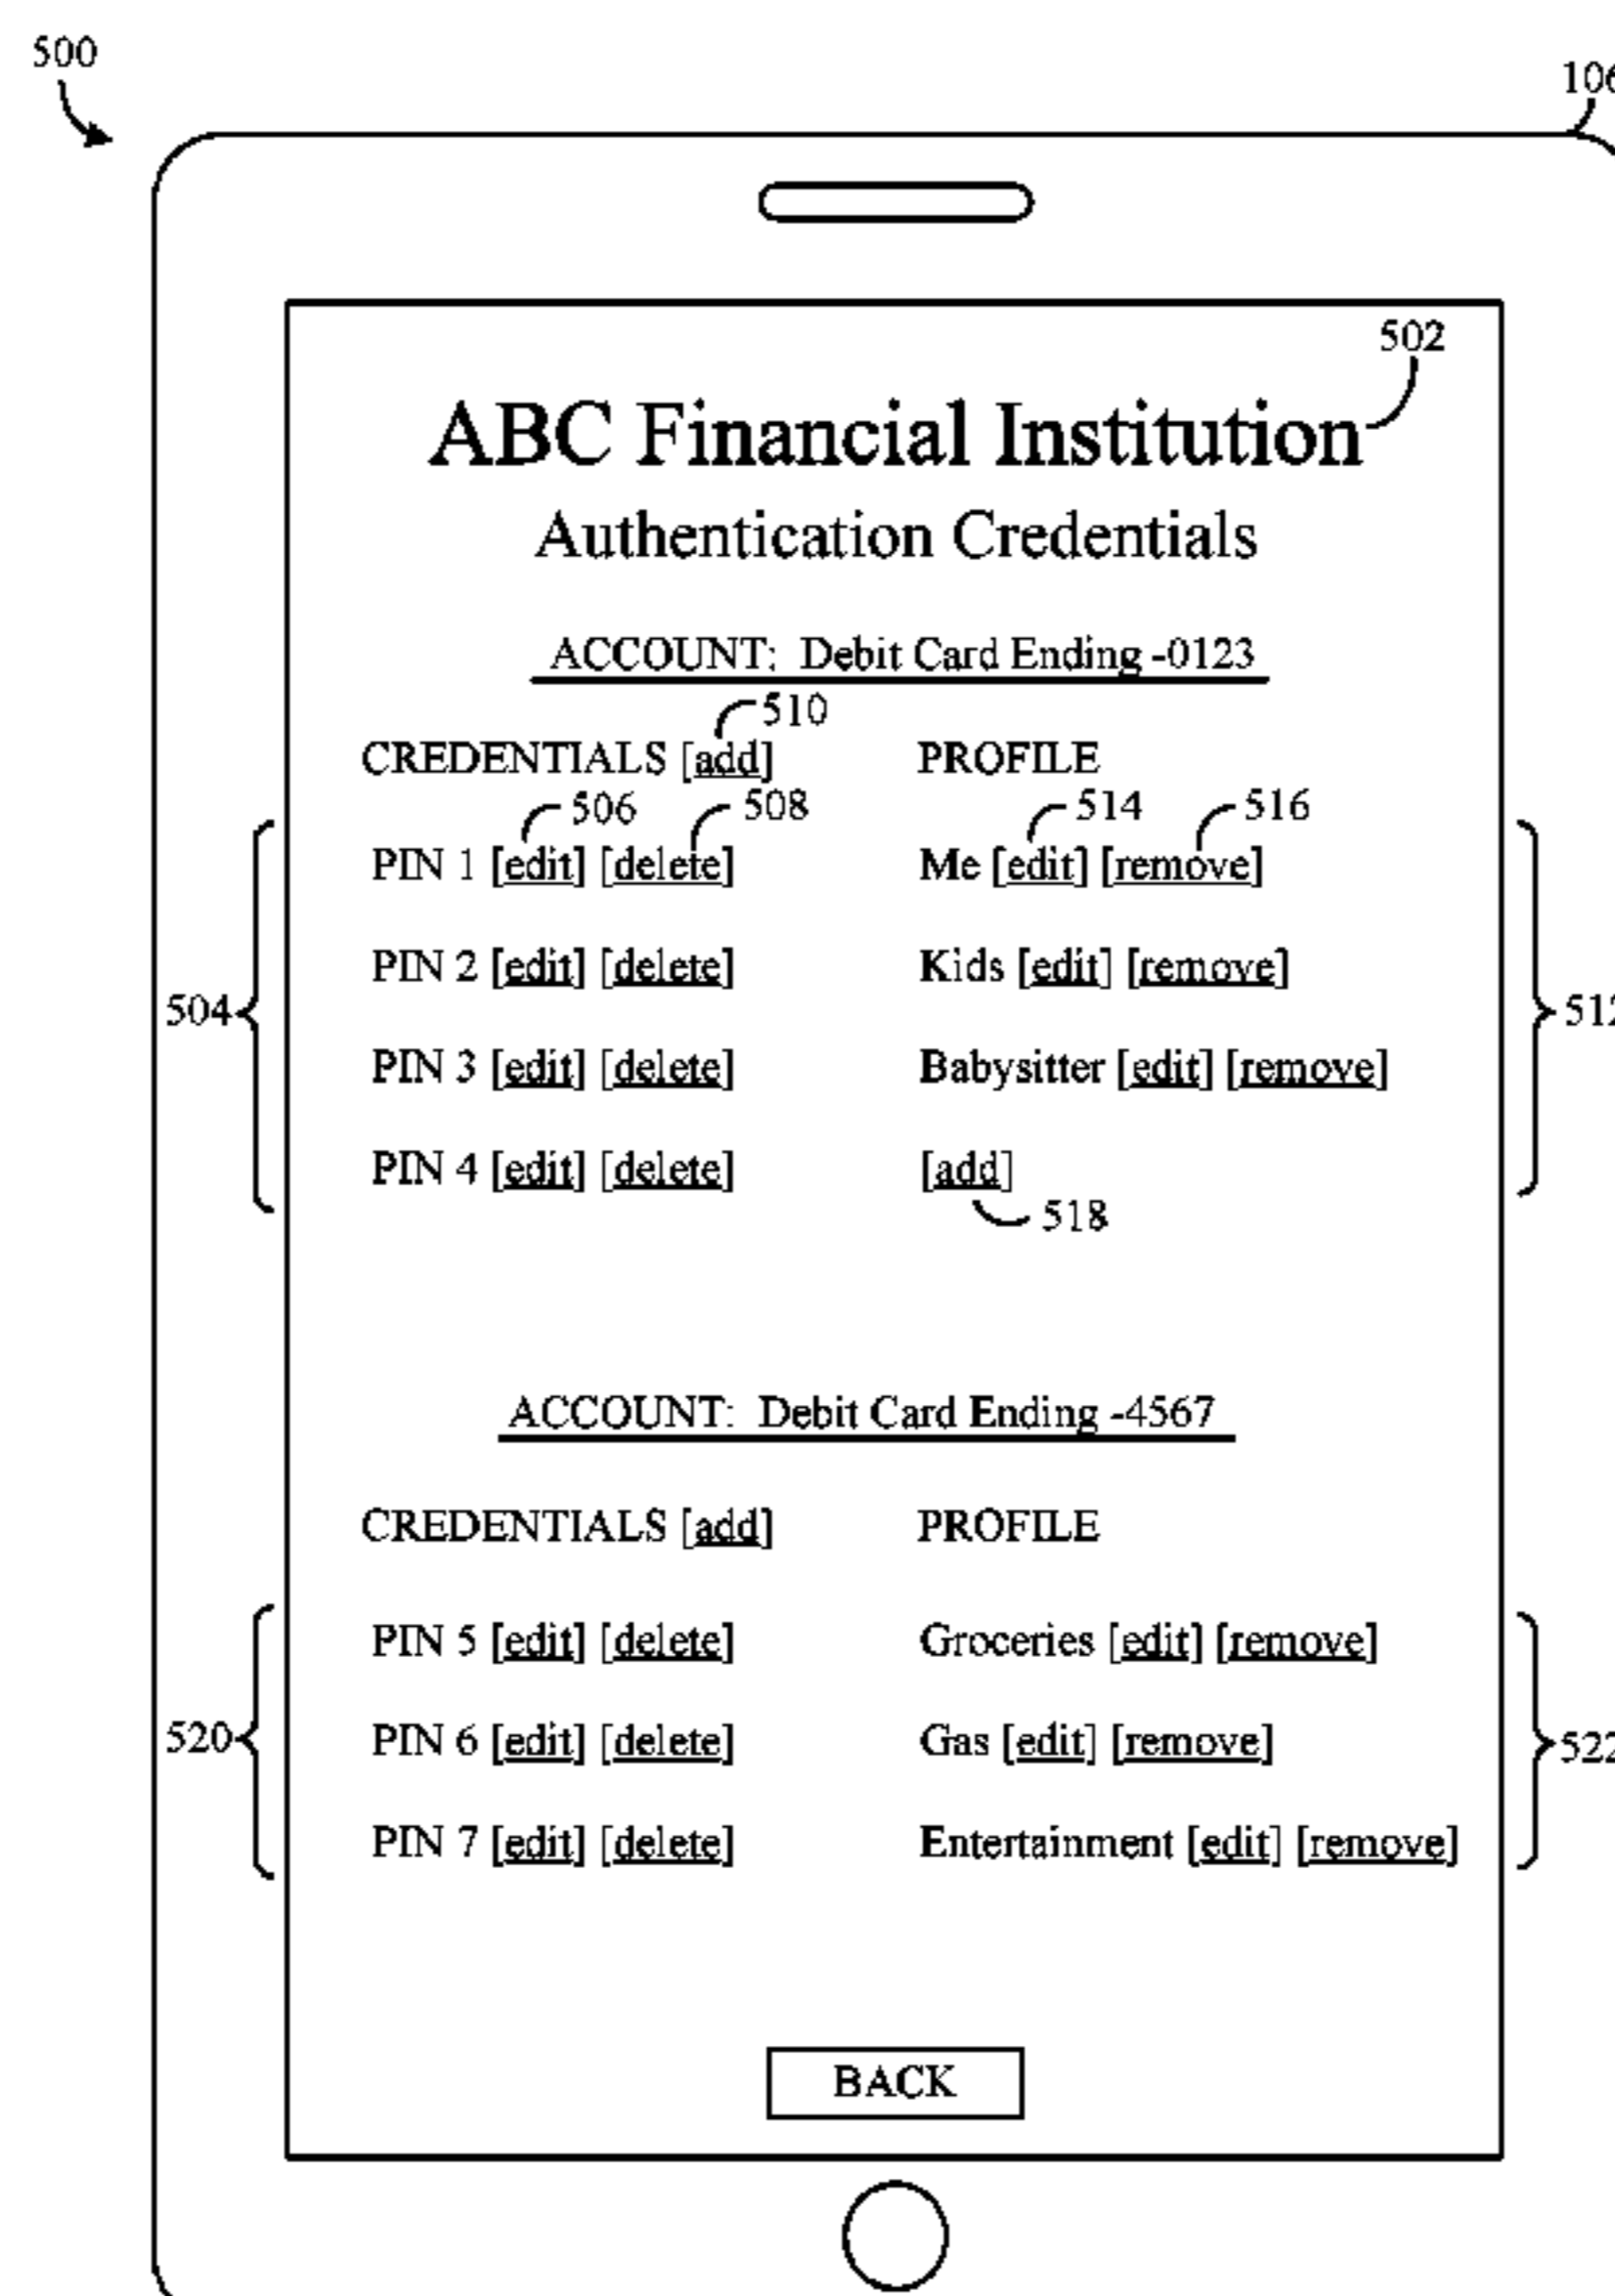 500
106
502
ABC Financial Institution
Authentication Credentials
ACCOUNT: Debit Card Ending -0123
510
CREDENTIALS [add] PROFILE
506 508 514 516
PIN 1 [edit] [delete] Me [edit] [remove]
PIN 2 [edit] [delete] Kids [edit] [remove]
504 512
PIN 3 [edit] [delete] Babysitter [edit] [remove]
PIN 4 [edit] [delete] [add]
518
ACCOUNT: Debit Card Ending -4567
CREDENTIALS [add] PROFILE
PIN 5 [edit] [delete] Groceries [edit] [remove]
520 PIN 6 [edit] [delete] Gas [edit] [remove] 522
PIN 7 [edit] [delete] Entertainment [edit] [remove]
BACK